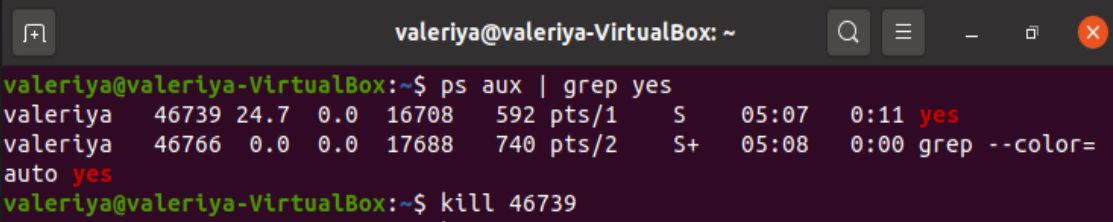 valeriya@valeriya-VirtualBox: ~
valeriya@valeriya-VirtualBox:~$ ps aux | grep yes
valeriya   46739 24.7  0.0  16708   592 pts/1    S    05:07   0:11 yes
valeriya   46766  0.0  0.0  17688   740 pts/2    S+   05:08   0:00 grep --color=
auto yes
valeriya@valeriya-VirtualBox:~$ kill 46739